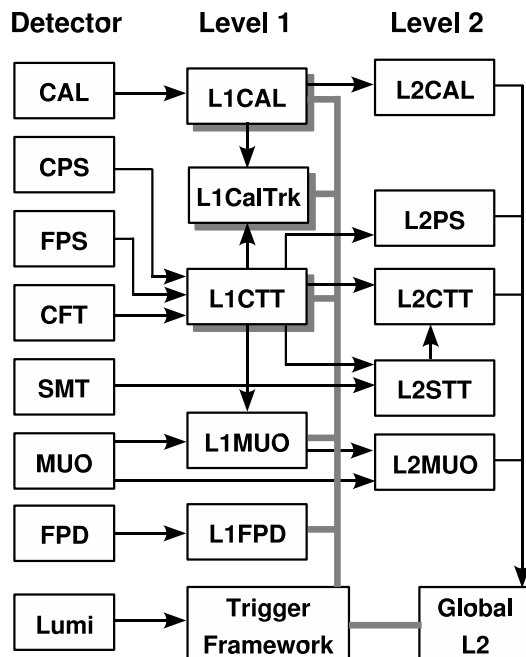 Detector Level 1 Level 2
CAL L1CAL L2CAL
CPS L1CalTrk
FPS L2PS
CFT L1CTT L2CTT
SMT L2STT
MUO L1MUO L2MUO
FPD L1FPD
Lumi Trigger Framework Global L2